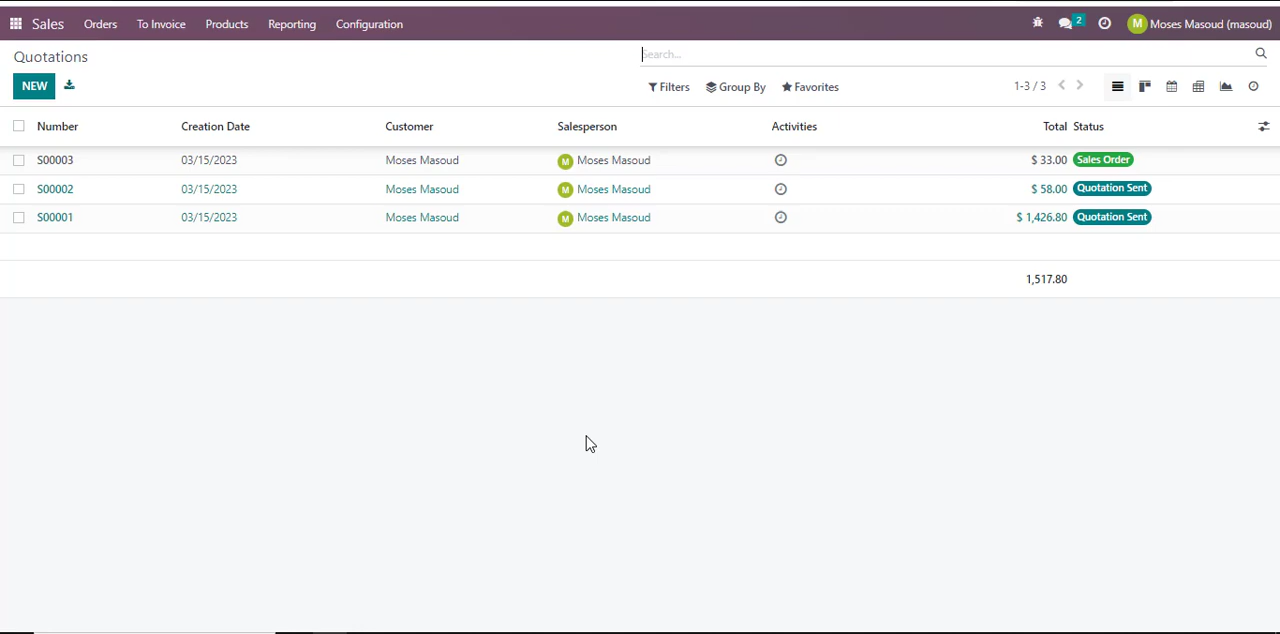 Sales Orders To Invoice Products Reporting Configuration 2 M Moses Masoud (masoud)
Quotations Search...
NEW Filters Group By Favorites 1-3 / 3
Number Creation Date Customer Salesperson Activities Total Status
S00003 03/15/2023 Moses Masoud M Moses Masoud $ 33.00 Sales Order
S00002 03/15/2023 Moses Masoud M Moses Masoud $ 58.00 Quotation Sent
S00001 03/15/2023 Moses Masoud M Moses Masoud $ 1,426.80 Quotation Sent
1,517.80